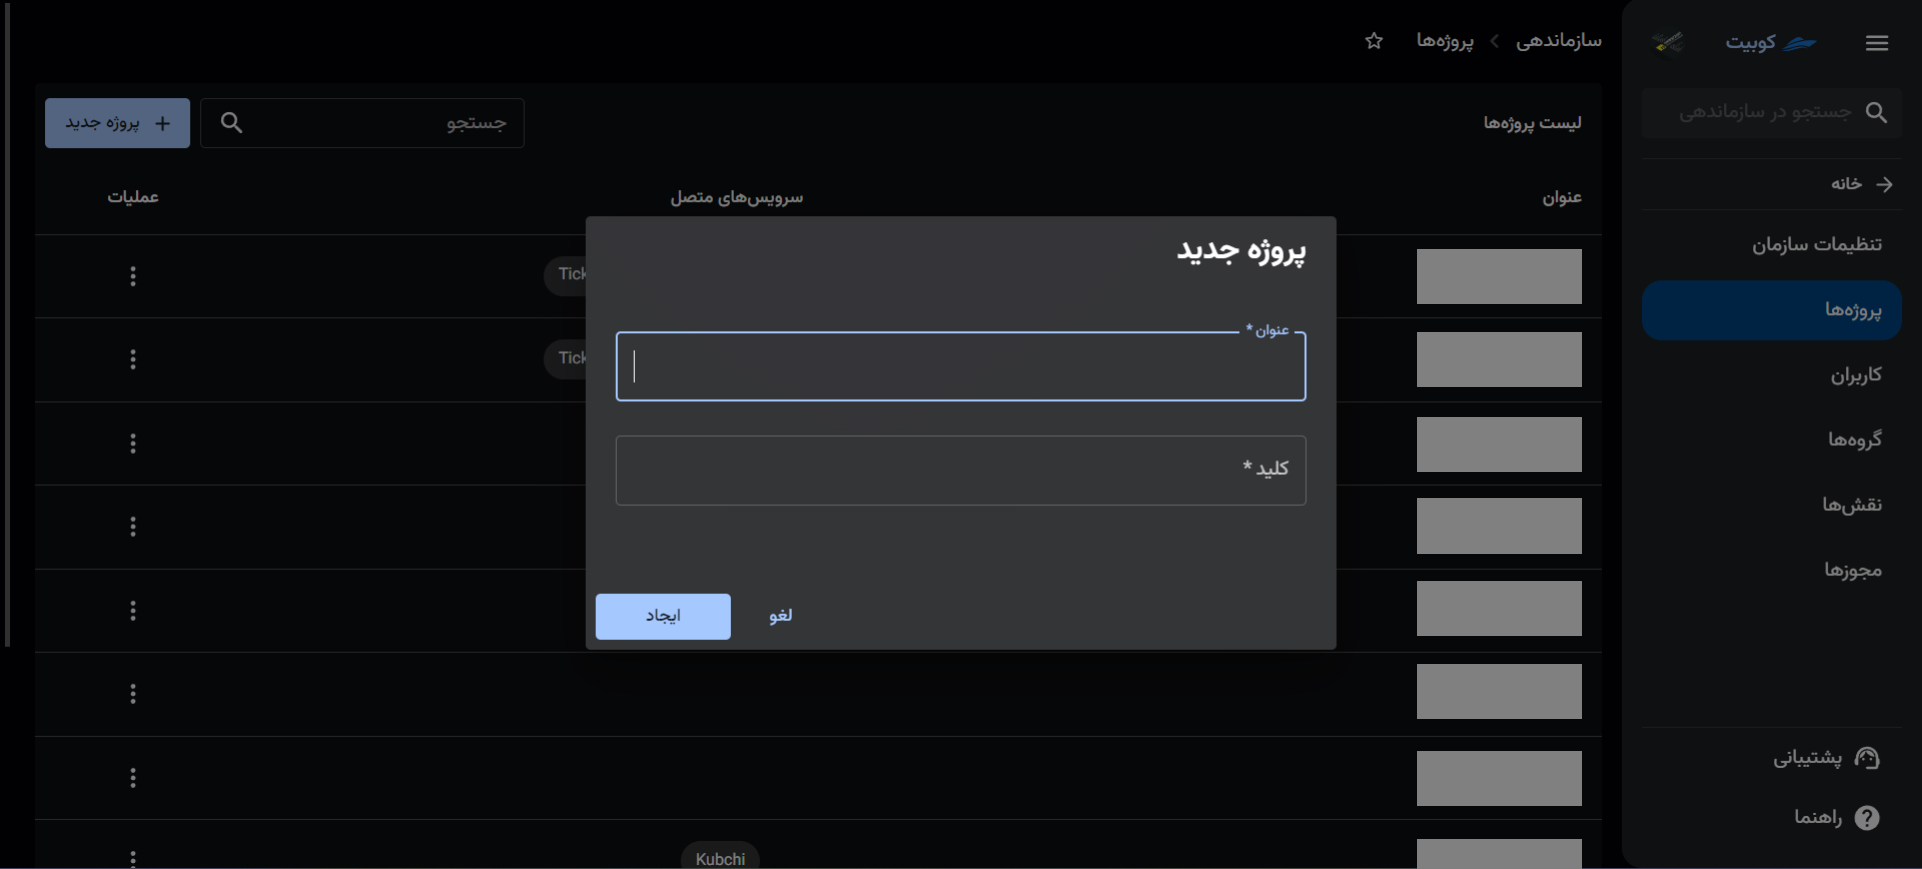 کوبیت
جستجو در سازماندهی
خانه
تنظیمات سازمان
پروژه‌ها
کاربران
گروه‌ها
نقش‌ها
مجوزها
پشتیبانی
راهنما
سازماندهی
پروژه‌ها
لیست پروژه‌ها
جستجو
پروژه جدید
عنوان
سرویس‌های متصل
عملیات
Tick
Tick
Kubchi
پروژه جدید
عنوان *
کلید *
لغو
ایجاد